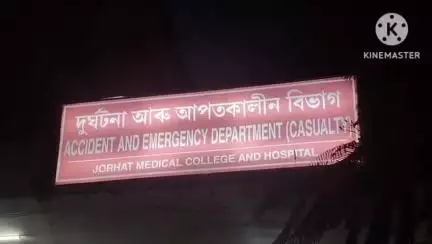 KINEMASTER
দুৰ্ঘটনা আৰু আপতকালীন বিভাগ
ACCIDENT AND EMERGENCY DEPARTMENT (CASUALTY)
JORHAT MEDICAL COLLEGE AND HOSPITAL